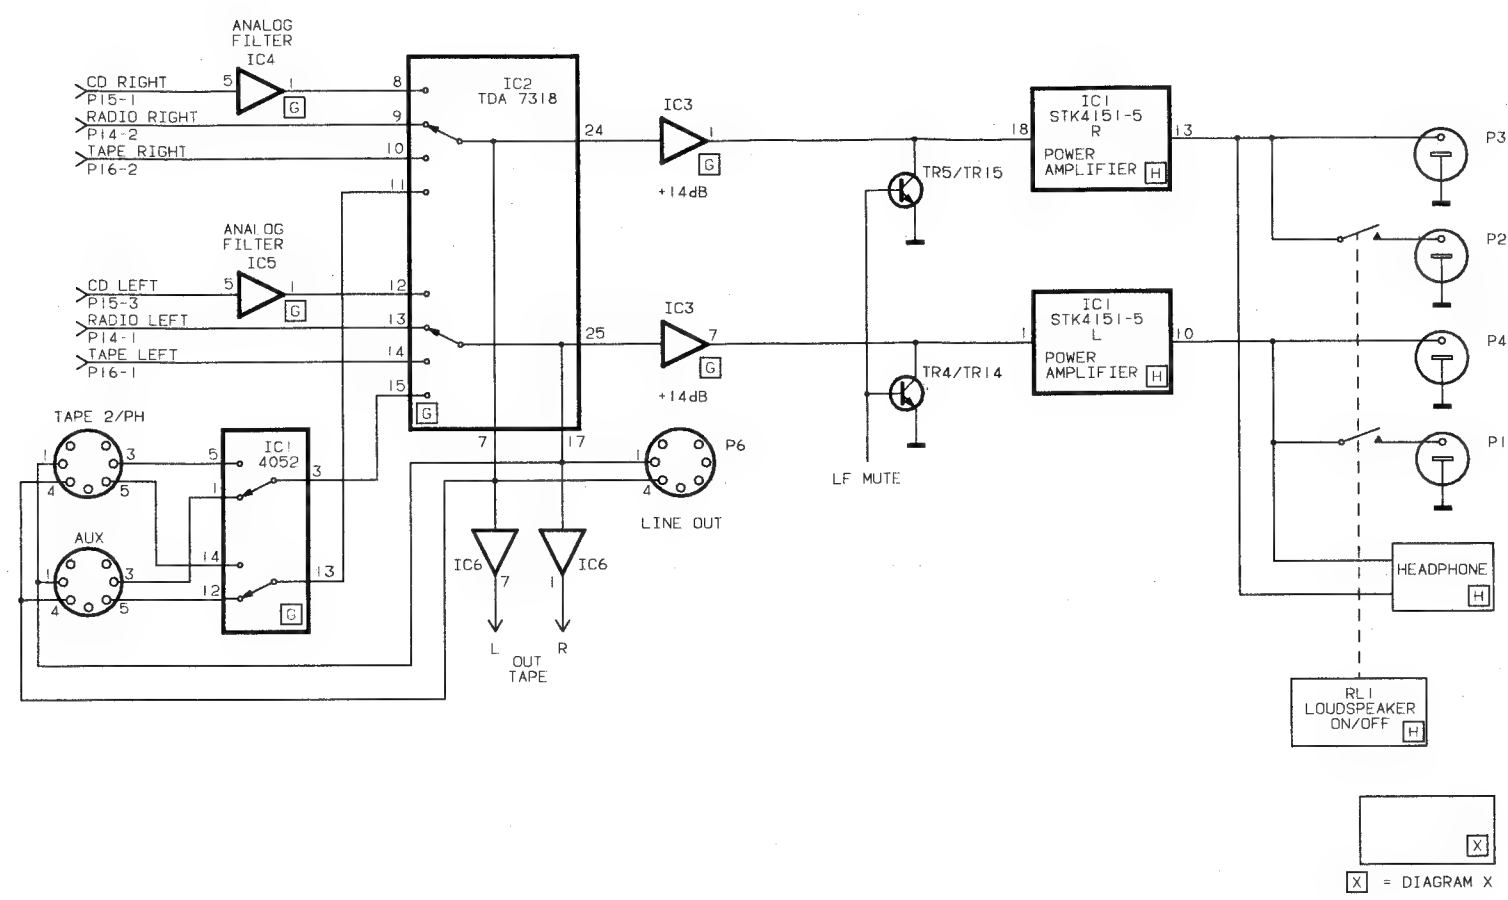 ANALOG
FILTER
IC4
CD RIGHT
P15-1
5
1
G
8
RADIO RIGHT
P14-2
9
TAPE RIGHT
P16-2
10
11
IC2
TDA 7318
24
IC3
1
G
+14dB
TR5/TR15
18
IC1
STK4151-5
R
POWER
AMPLIFIER
H
13
P3
P2
ANALOG
FILTER
IC5
CD LEFT
P15-3
5
1
G
12
RADIO LEFT
P14-1
13
TAPE LEFT
P16-1
14
15
G
25
IC3
7
G
+14dB
TR4/TR14
LF MUTE
1
IC1
STK4151-5
L
POWER
AMPLIFIER
H
10
P4
P1
TAPE 2/PH
1
3
4
5
AUX
1
3
4
5
IC1
4052
5
1
3
14
12
13
G
7
17
1
4
P6
LINE OUT
IC6
7
IC6
1
L
R
OUT
TAPE
HEADPHONE
H
RL1
LOUDSPEAKER
ON/OFF
H
X
X = DIAGRAM X